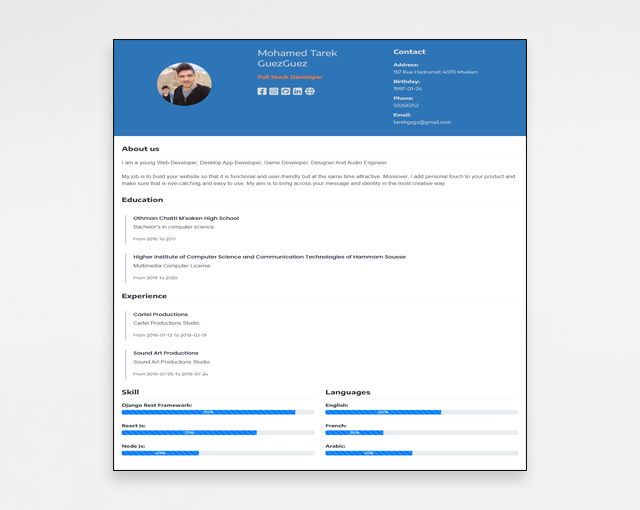 Mohamed Tarek
GuezGuez
Full Stack Developer
Contact
Address:
157 Rue Hadrumet 4070 Msaken
Birthday:
1997-01-24
Phone:
50266252
Email:
tarekgzgz@gmail.com
About us
I am a young Web Developer, Desktop App Developer, Game Developer, Designer And Audio Engineer
My job is to build your website so that it is functional and user-friendly but at the same time attractive. Moreover, I add personal touch to your product and
make sure that is eye-catching and easy to use. My aim is to bring across your message and identity in the most creative way
Education
Othman Chatti M'saken High School
Bachelor's in computer science
From 2016 To 2017
Higher Institute of Computer Science and Communication Technologies of Hammam Sousse
Multimedia Computer License
From 2019 To 2020
Experience
Cartel Productions
Cartel Productions Studio
From 2018-01-13 To 2018-03-19
Sound Art Productions
Sound Art Productions Studio
From 2018-07-05 To 2019-07-24
Skill
Django Rest Framework:
90%
React js:
70%
Node js:
40%
Languages
English:
60%
French:
30%
Arabic:
45%